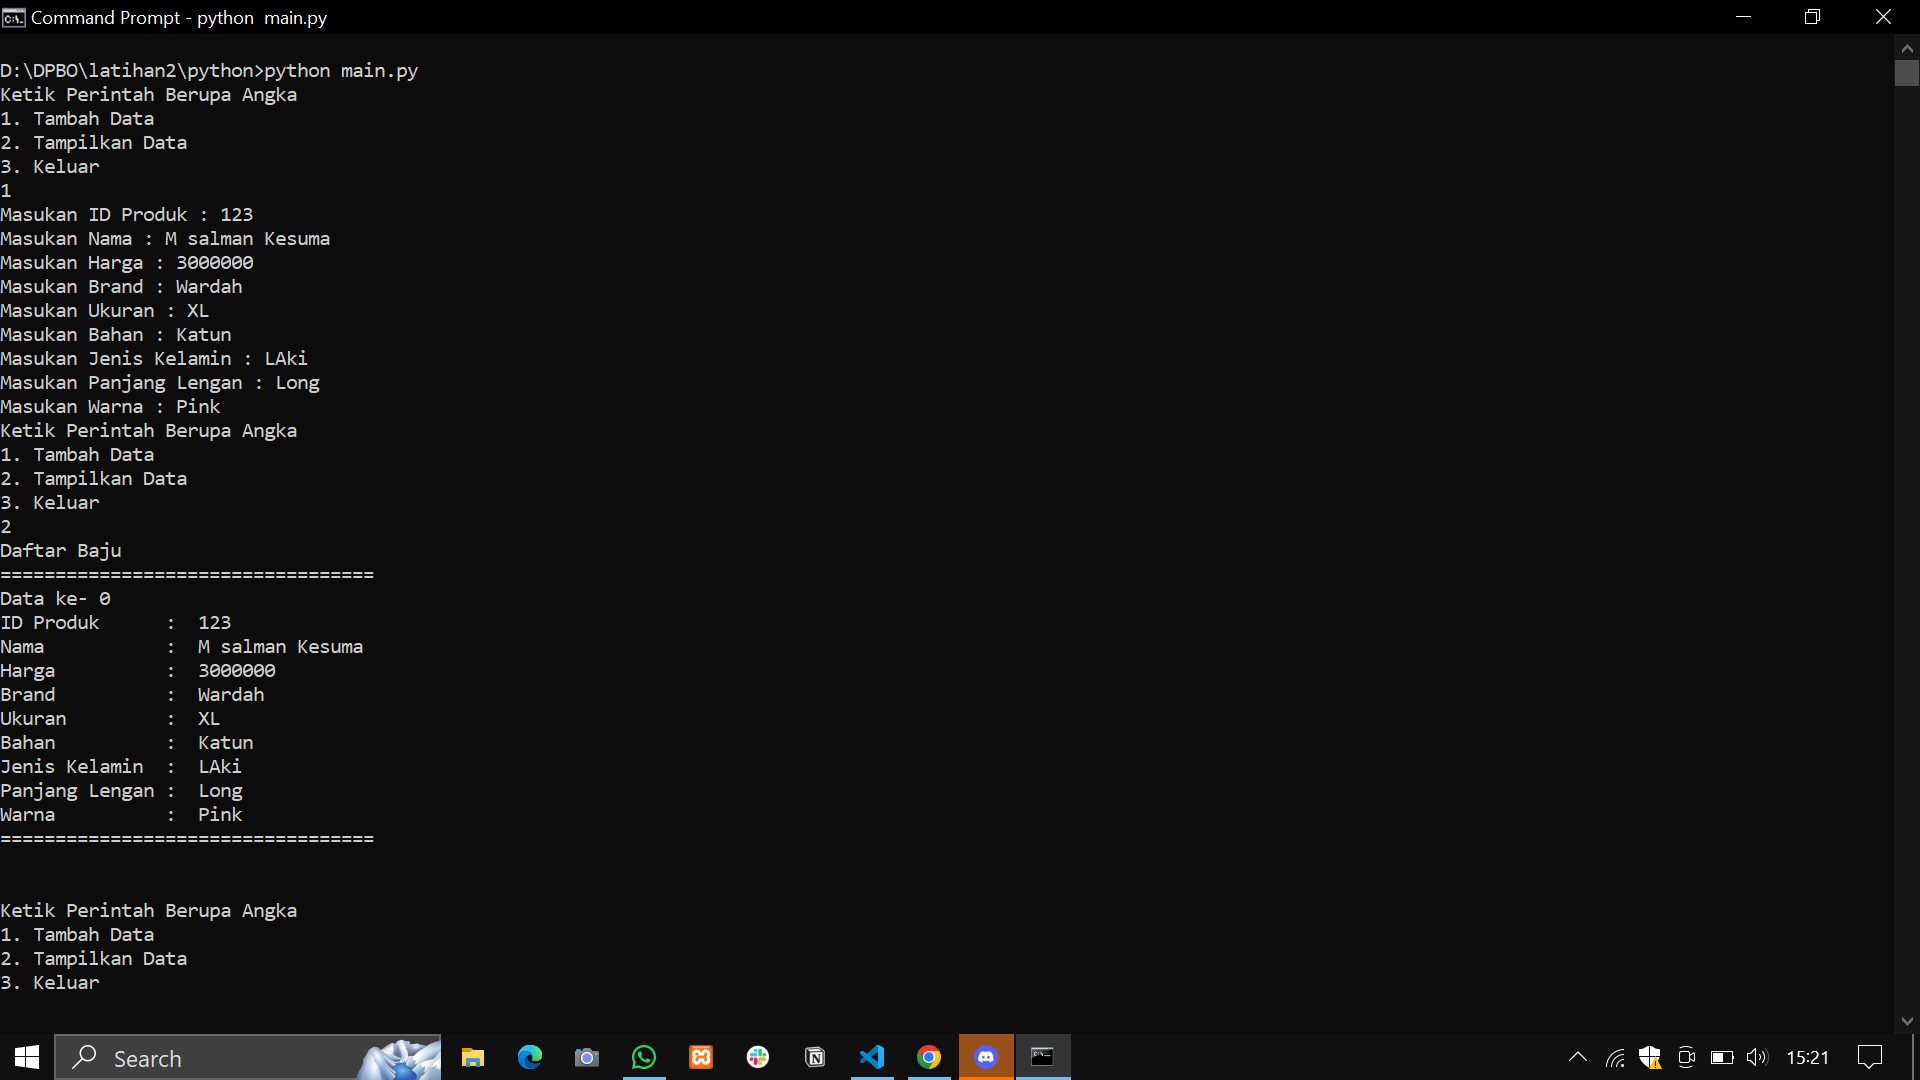 Command Prompt - python  main.py
D:\DPBO\latihan2\python>python main.py
Ketik Perintah Berupa Angka
1. Tambah Data
2. Tampilkan Data
3. Keluar
1
Masukan ID Produk : 123
Masukan Nama : M salman Kesuma
Masukan Harga : 3000000
Masukan Brand : Wardah
Masukan Ukuran : XL
Masukan Bahan : Katun
Masukan Jenis Kelamin : LAki
Masukan Panjang Lengan : Long
Masukan Warna : Pink
Ketik Perintah Berupa Angka
1. Tambah Data
2. Tampilkan Data
3. Keluar
2
Daftar Baju
==================================
Data ke- 0
ID Produk      :  123
Nama           :  M salman Kesuma
Harga          :  3000000
Brand          :  Wardah
Ukuran         :  XL
Bahan          :  Katun
Jenis Kelamin  :  LAki
Panjang Lengan :  Long
Warna          :  Pink
==================================
Ketik Perintah Berupa Angka
1. Tambah Data
2. Tampilkan Data
3. Keluar
Search
15:21